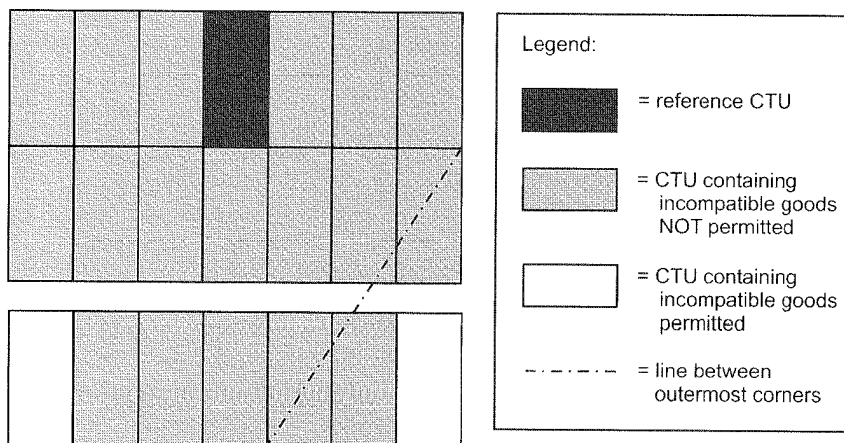 Legend:
= reference CTU
= CTU containing
incompatible goods
NOT permitted
= CTU containing
incompatible goods
permitted
= line between
outermost corners